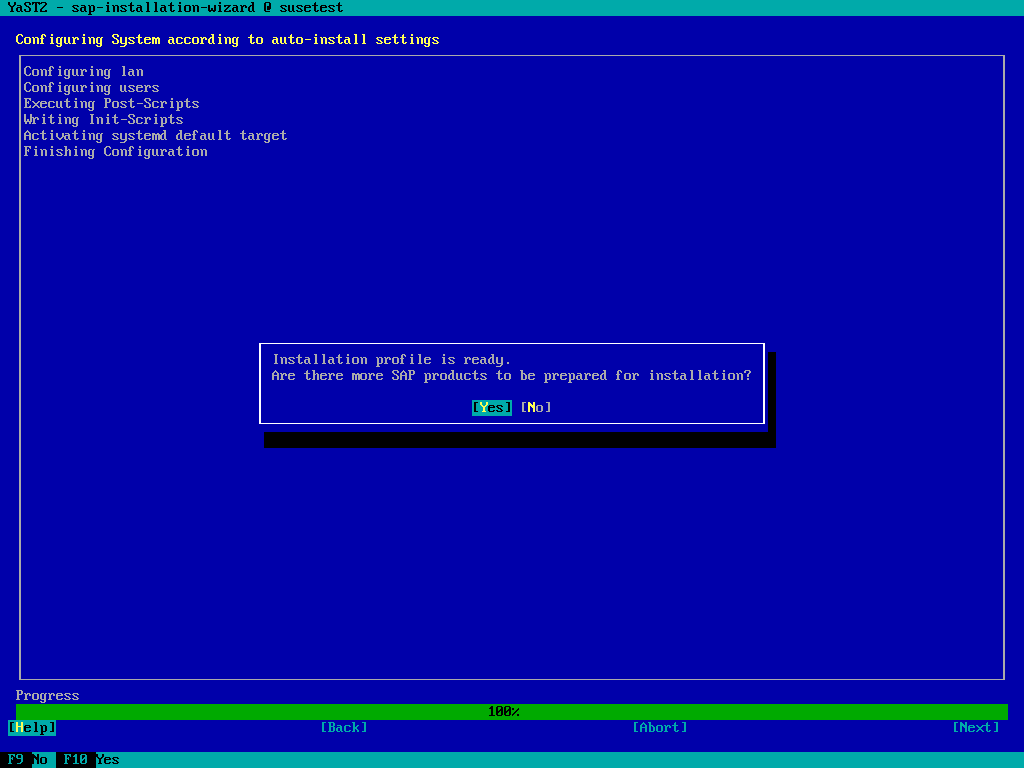 YaST2 - sap-installation-wizard @ susetest
Configuring System according to auto-install settings
Configuring lan
Configuring users
Executing Post-Scripts
Writing Init-Scripts
Activating systemd default target
Finishing Configuration
Installation profile is ready.
Are there more SAP products to be prepared for installation?
[Yes] [No]
Progress
100%
[Help] [Back] [Abort] [Next]
F9 No F10 Yes